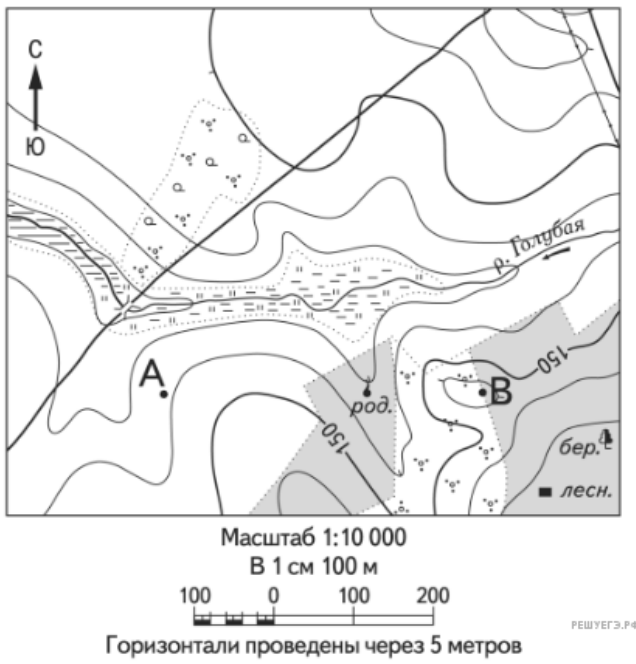 С
Ю
р. Голубая
А
В
150
род.
150
бер.
лесн.
Масштаб 1:10 000
В 1 см 100 м
100 0 100 200
РЕШУЕГЭ.РФ
Горизонтали проведены через 5 метров